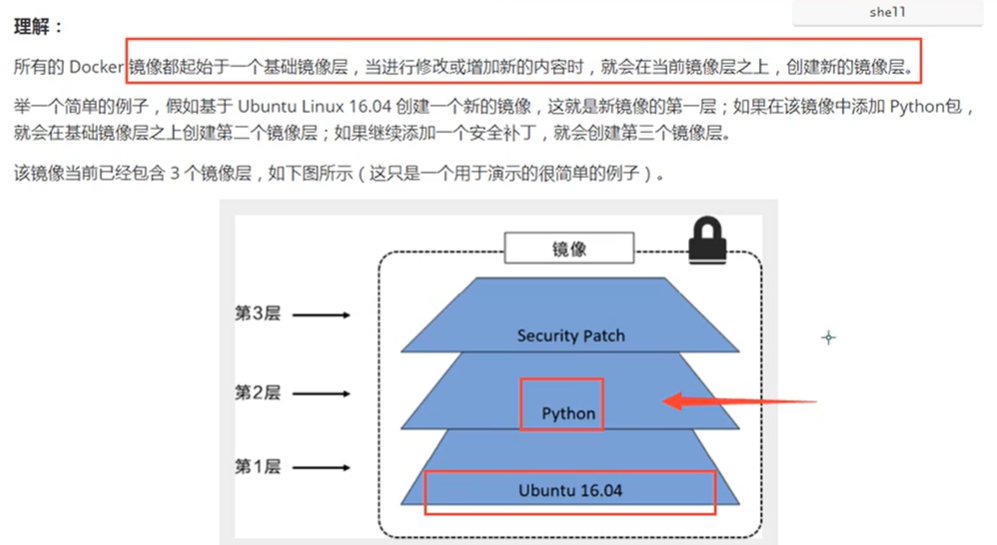 shell
理解：
所有的 Docker 镜像都起始于一个基础镜像层，当进行修改或增加新的内容时，就会在当前镜像层之上，创建新的镜像层。
举一个简单的例子，假如基于 Ubuntu Linux 16.04 创建一个新的镜像，这就是新镜像的第一层；如果在该镜像中添加 Python包，
就会在基础镜像层之上创建第二个镜像层；如果继续添加一个安全补丁，就会创建第三个镜像层。
该镜像当前已经包含 3 个镜像层，如下图所示（这只是一个用于演示的很简单的例子）。
镜像
第3层
Security Patch
第2层
Python
第1层
Ubuntu 16.04